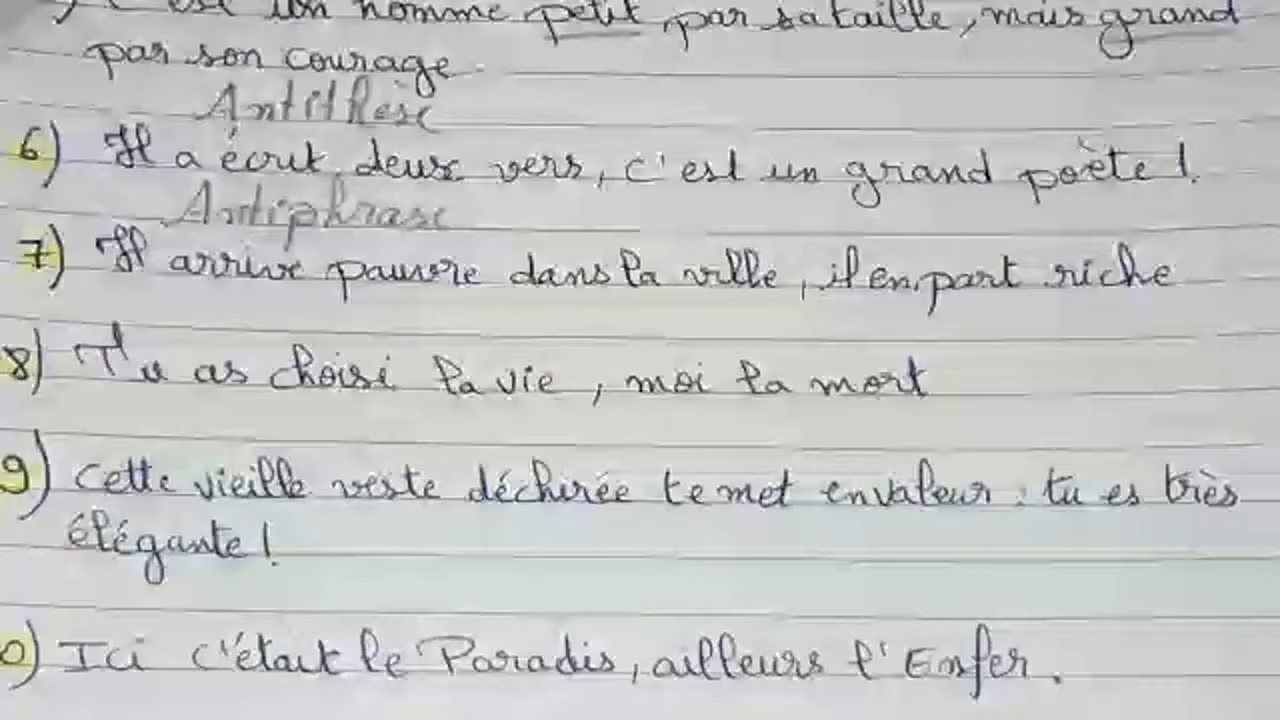 C'est un homme petit par sa taille, mais grand
par son courage
Antithèse
6) Il a écrit deux vers, c'est un grand poète !
Antiphrase
7) Il arrive pauvre dans la ville, il en part riche
8) Tu as choisi la vie, moi la mort
9) Cette vieille veste déchirée te met en valeur : tu es très
élégante !
0) Ici c'était le Paradis, ailleurs l'Enfer.